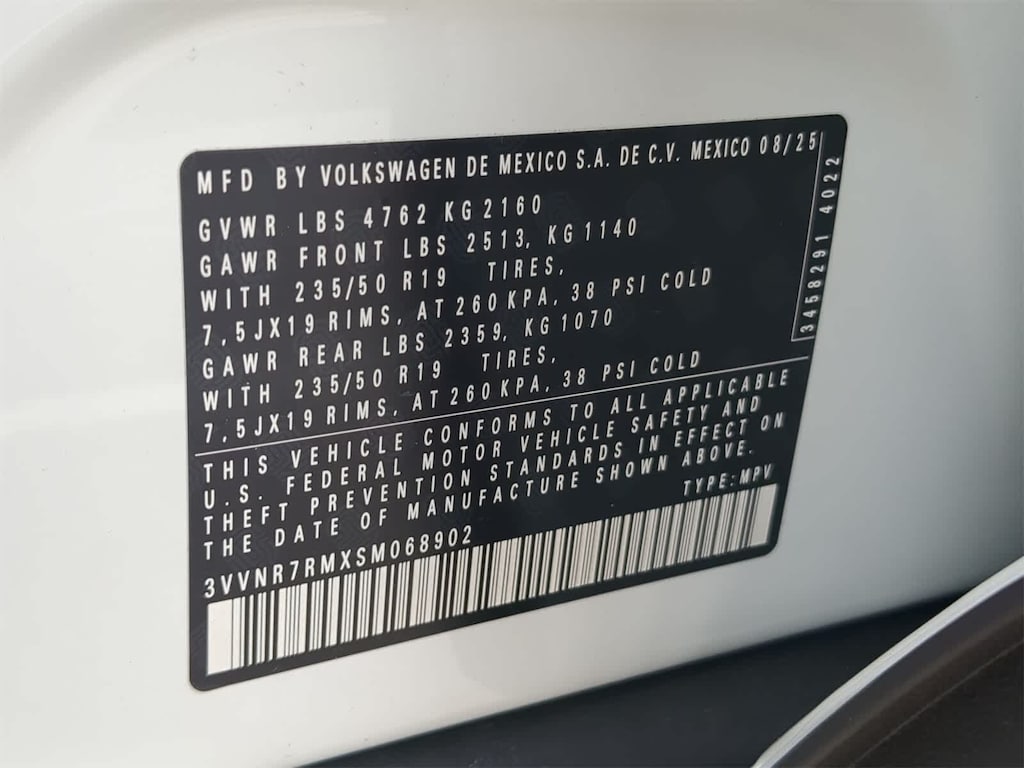 MFD BY VOLKSWAGEN DE MEXICO S.A. DE C.V. MEXICO 08/25
GVWR LBS 4762 KG 2160
GAWR FRONT LBS 2513, KG 1140
WITH 235/50 R19 TIRES,
7,5JX19 RIMS, AT 260 KPA, 38 PSI COLD
GAWR REAR LBS 2359, KG 1070
WITH 235/50 R19 TIRES,
7,5JX19 RIMS, AT 260 KPA, 38 PSI COLD
3458291 4022
THIS VEHICLE CONFORMS TO ALL APPLICABLE
U.S. FEDERAL MOTOR VEHICLE SAFETY AND
THEFT PREVENTION STANDARDS IN EFFECT ON
THE DATE OF MANUFACTURE SHOWN ABOVE.
TYPE: MPV
3VVNR7RMXSM068902